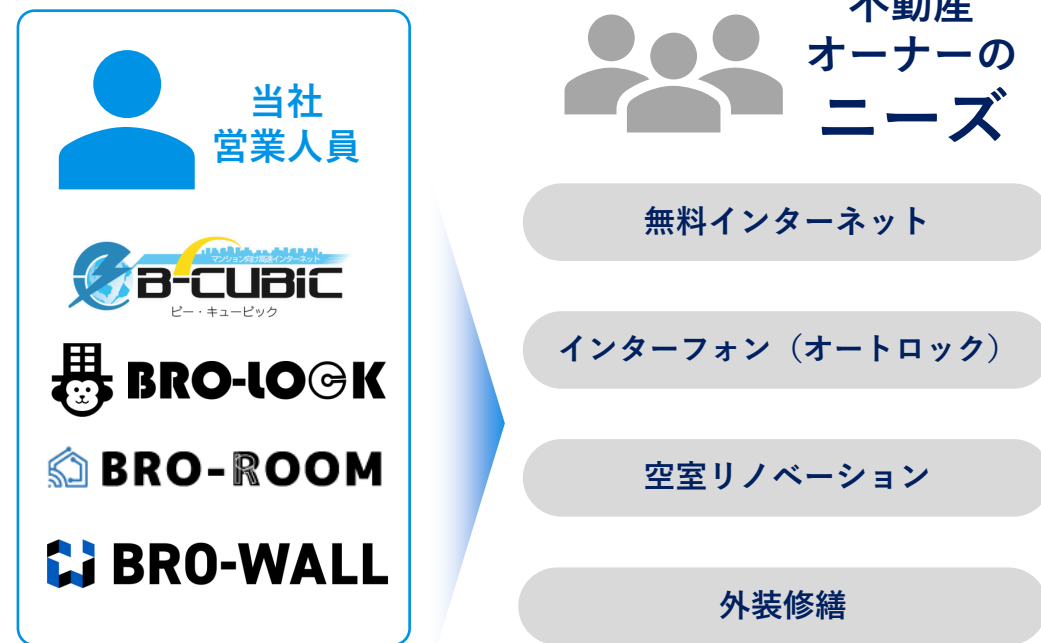 当社
営業人員
マンション向け高速インターネット
B-CUBIC
ビー・キュービック
BRO-LOCK
BRO-ROOM
BRO-WALL
不動産
オーナーの
ニーズ
無料インターネット
インターフォン（オートロック）
空室リノベーション
外装修繕